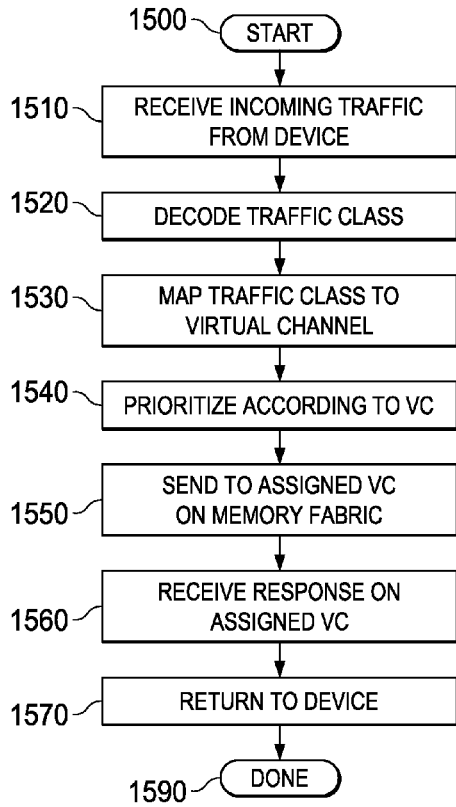 1500
START
1510
RECEIVE INCOMING TRAFFIC
FROM DEVICE
1520
DECODE TRAFFIC CLASS
1530
MAP TRAFFIC CLASS TO
VIRTUAL CHANNEL
1540
PRIORITIZE ACCORDING TO VC
1550
SEND TO ASSIGNED VC
ON MEMORY FABRIC
1560
RECEIVE RESPONSE ON
ASSIGNED VC
1570
RETURN TO DEVICE
1590
DONE